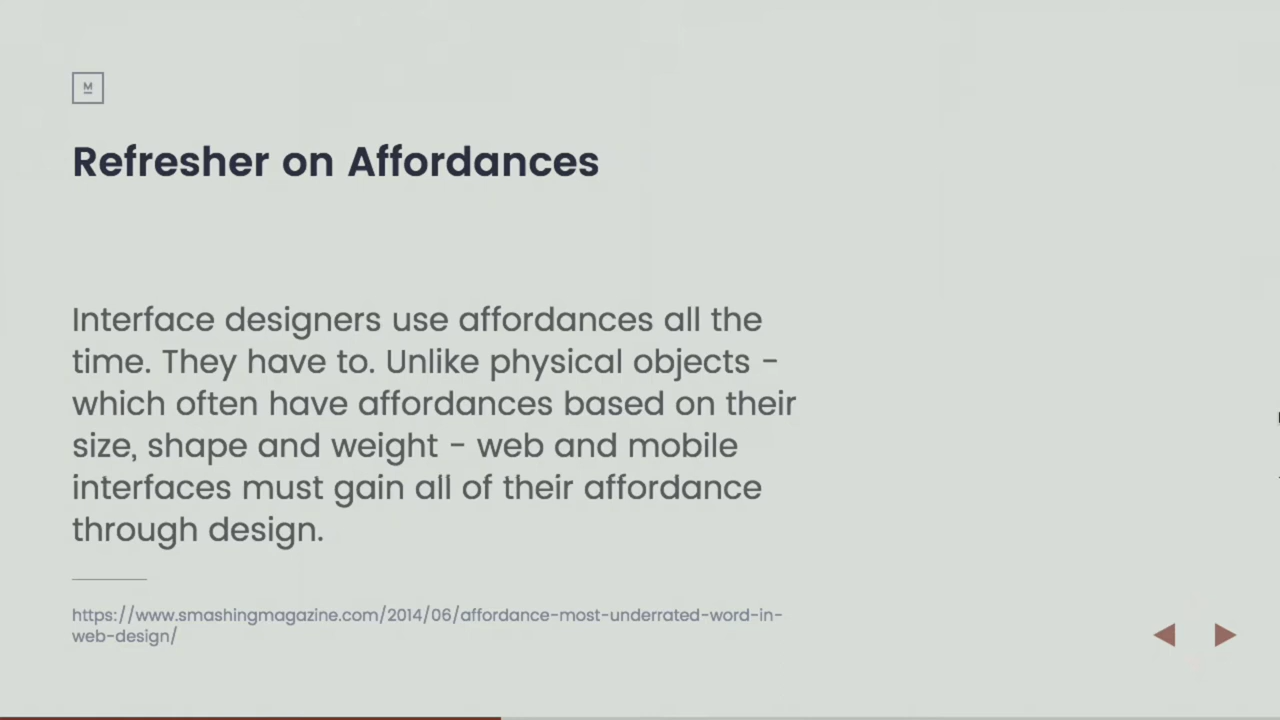 M
Refresher on Affordances
Interface designers use affordances all the
time. They have to. Unlike physical objects -
which often have affordances based on their
size, shape and weight - web and mobile
interfaces must gain all of their affordance
through design.
https://www.smashingmagazine.com/2014/06/affordance-most-underrated-word-in-
web-design/